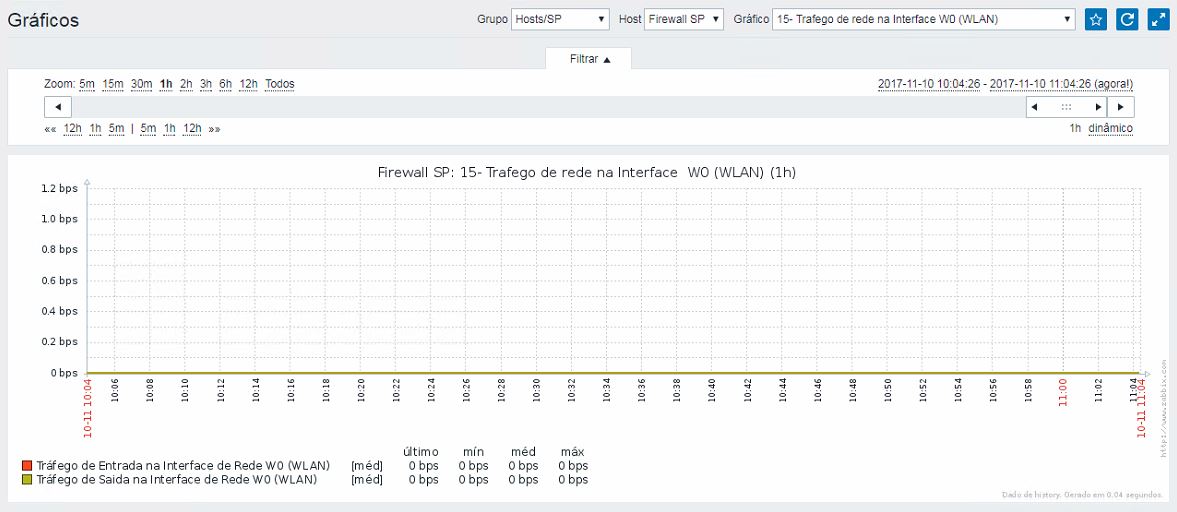 Gráficos
Grupo Hosts/SP Host Firewall SP Gráfico 15- Trafego de rede na Interface W0 (WLAN)
Filtrar ▲
Zoom: 5m 15m 30m 1h 2h 3h 6h 12h Todos
2017-11-10 10:04:26 - 2017-11-10 11:04:26 (agora!)
«« 12h 1h 5m | 5m 1h 12h »»
1h dinâmico
Firewall SP: 15- Trafego de rede na Interface W0 (WLAN) (1h)
1.2 bps
1.0 bps
0.8 bps
0.6 bps
0.4 bps
0.2 bps
0 bps
10-11 10:04 10:06 10:08 10:10 10:12 10:14 10:16 10:18 10:20 10:22 10:24 10:26 10:28 10:30 10:32 10:34 10:36 10:38 10:40 10:42 10:44 10:46 10:48 10:50 10:52 10:54 10:56 10:58 11:00 11:02 11:04 10-11 11:04
http://www.zabbix.com
último mín méd máx
Tráfego de Entrada na Interface de Rede W0 (WLAN) [méd] 0 bps 0 bps 0 bps 0 bps
Tráfego de Saida na Interface de Rede W0 (WLAN) [méd] 0 bps 0 bps 0 bps 0 bps
Dado de history. Gerado em 0.04 segundos.